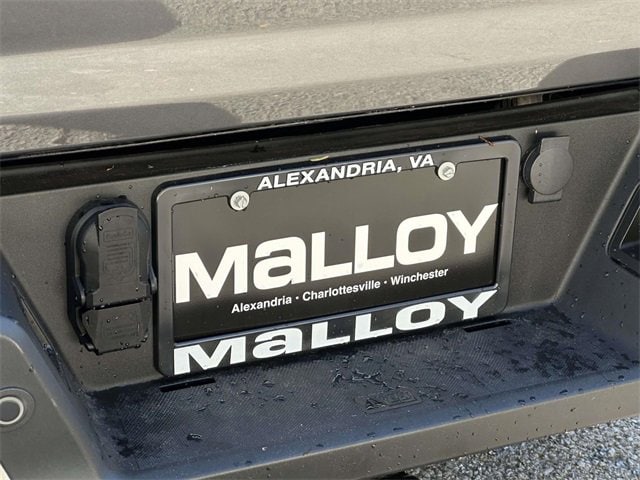 ALEXANDRIA, VA
MaLLOY
Alexandria • Charlottesville • Winchester
MaLLOY